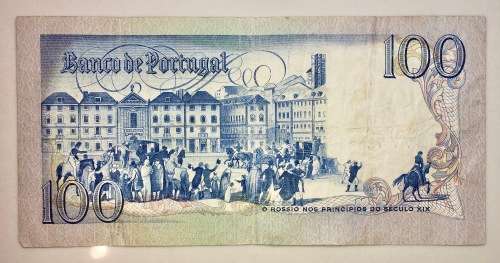 Banco de Portugal
100
100
O ROSSIO NOS PRINCÍPIOS DO SÉCULO XIX